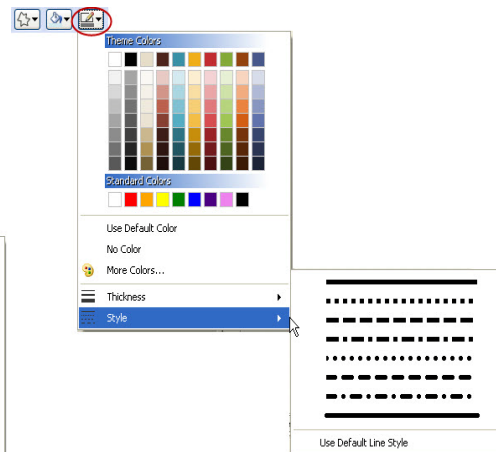 Theme Colors
Standard Colors
Use Default Color
No Color
More Colors...
Thickness
Style
Use Default Line Style